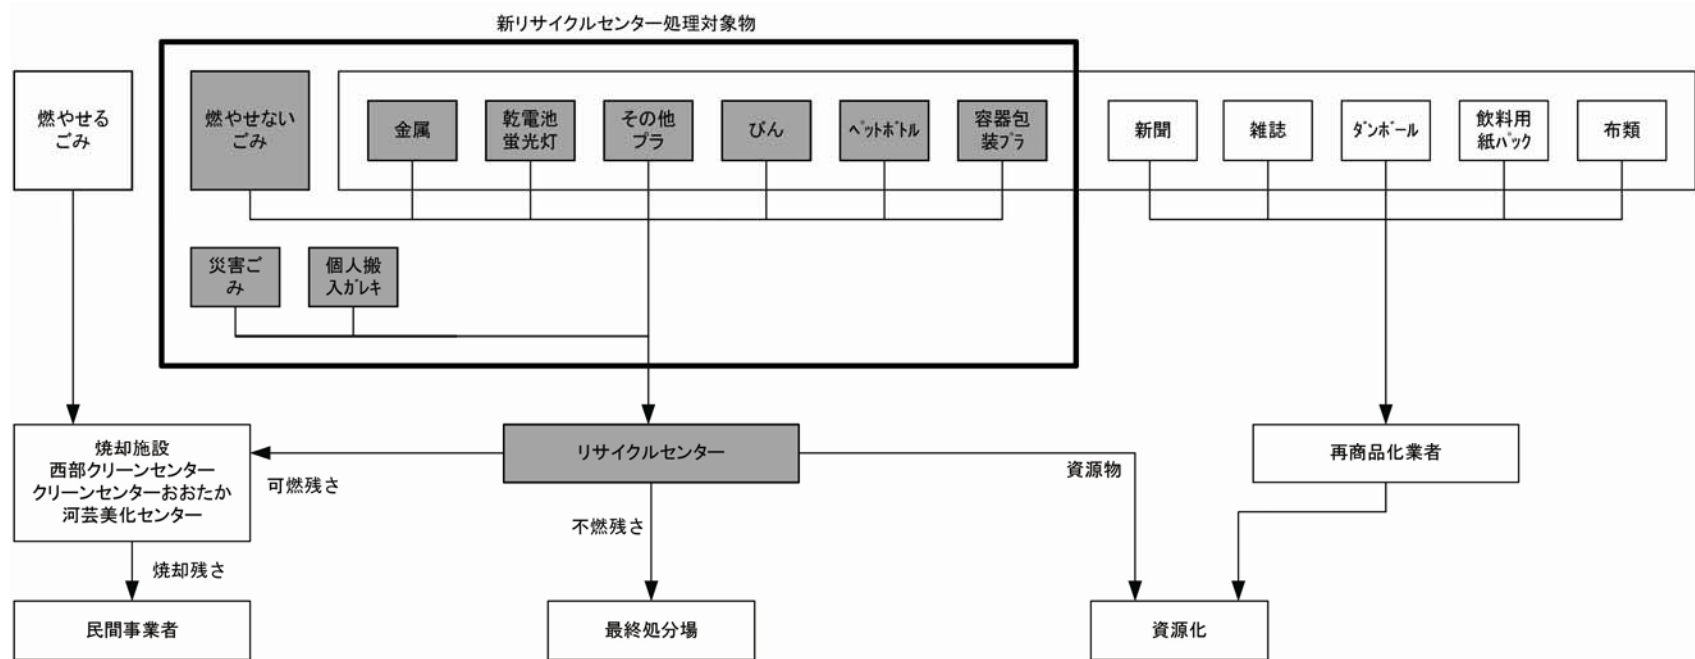 新リサイクルセンター処理対象物
燃やせる
ごみ
燃やせない
ごみ
金属
乾電池
蛍光灯
その他
プラ
びん
ﾍﾟｯﾄﾎﾞﾄﾙ
容器包
装ﾌﾟﾗ
新聞
雑誌
ﾀﾞﾝﾎﾞｰﾙ
飲料用
紙ﾊﾟｯｸ
布類
災害ご
み
個人搬
入ｶﾞﾚｷ
焼却施設
西部クリーンセンター
クリーンセンターおおたか
河芸美化センター
可燃残さ
リサイクルセンター
資源物
再商品化業者
不燃残さ
焼却残さ
民間事業者
最終処分場
資源化